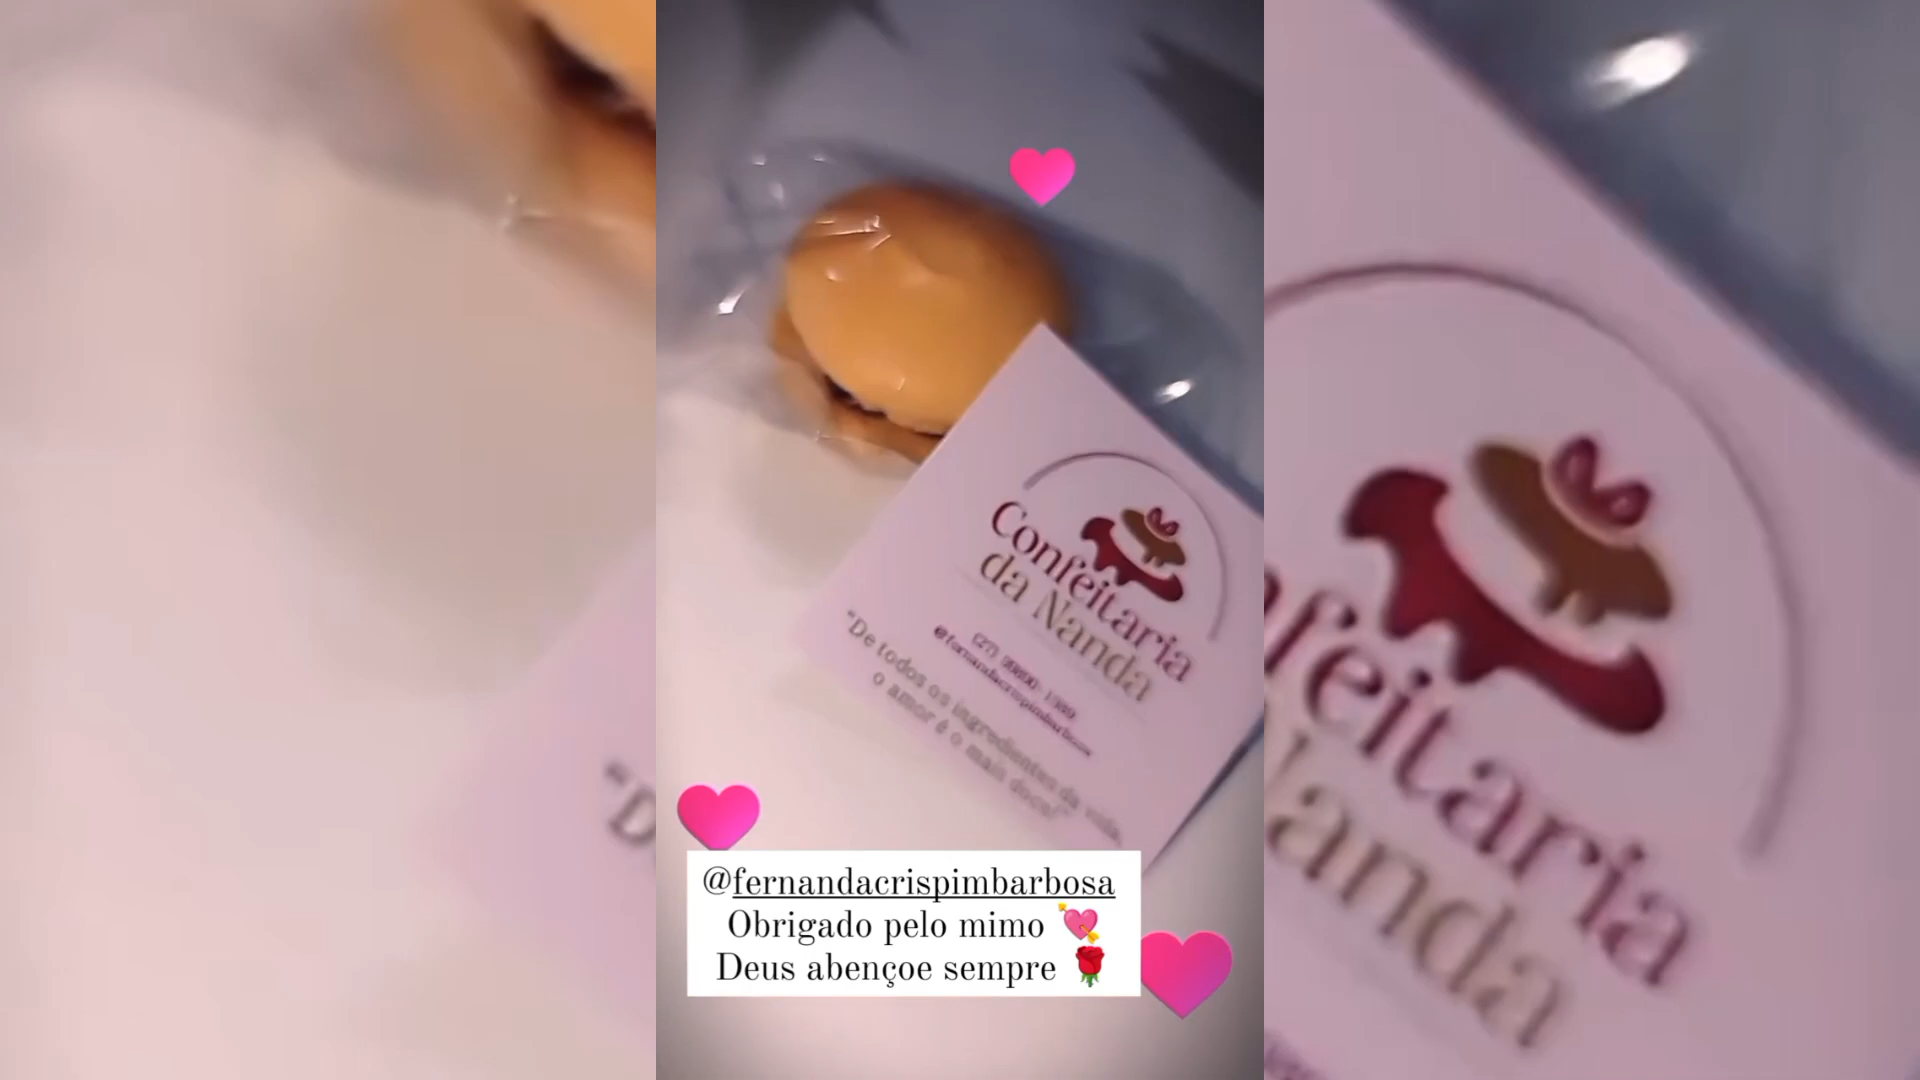 Confeitaria
da Nanda
@fernandacrispimbarbosa
"De todos os ingredientes da vida,
o amor é o mais doce!"
@fernandacrispimbarbosa
Obrigado pelo mimo 💘
Deus abençoe sempre 🌹